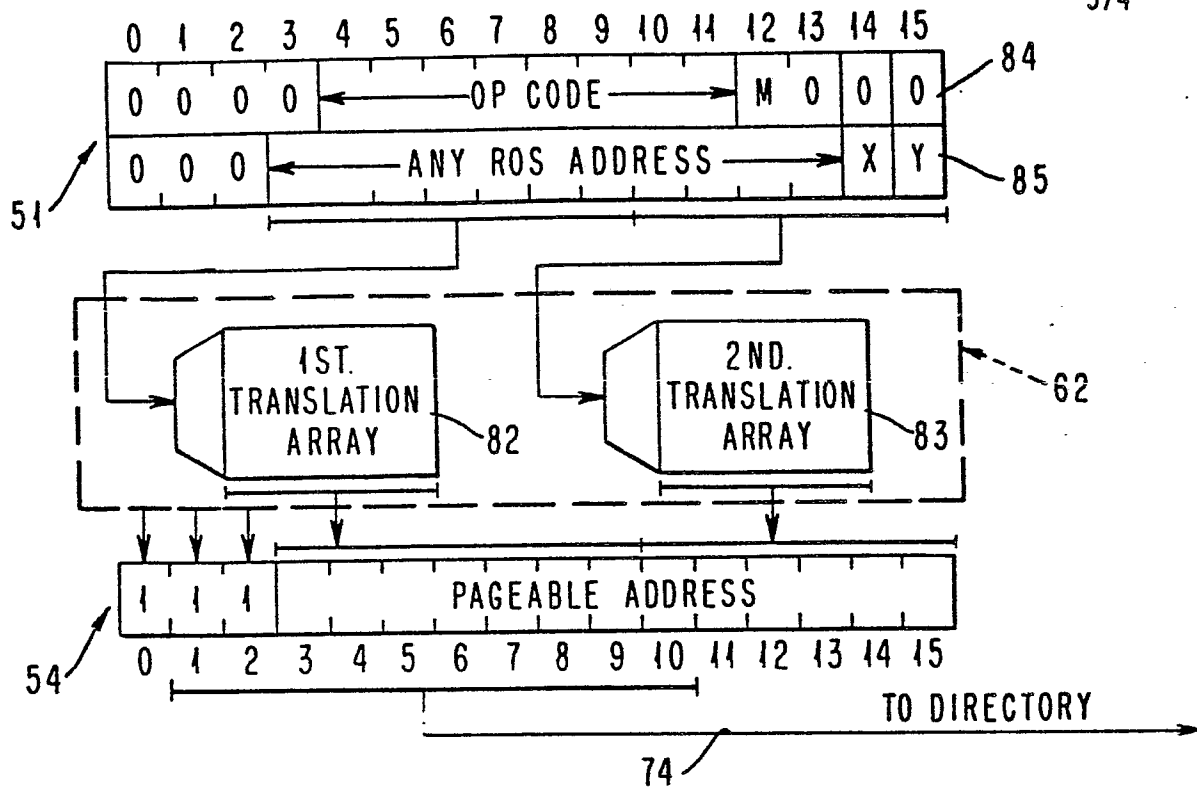 5/4
0 1 2 3 4 5 6 7 8 9 10 11 12 13 14 15
0 0 0 0 OP CODE M 0 0 0
84
0 0 0 ANY ROS ADDRESS X Y
85
51
1ST.
TRANSLATION
ARRAY
82
2ND.
TRANSLATION
ARRAY
83
62
1 1 1 PAGEABLE ADDRESS
54
0 1 2 3 4 5 6 7 8 9 10 11 12 13 14 15
TO DIRECTORY
74